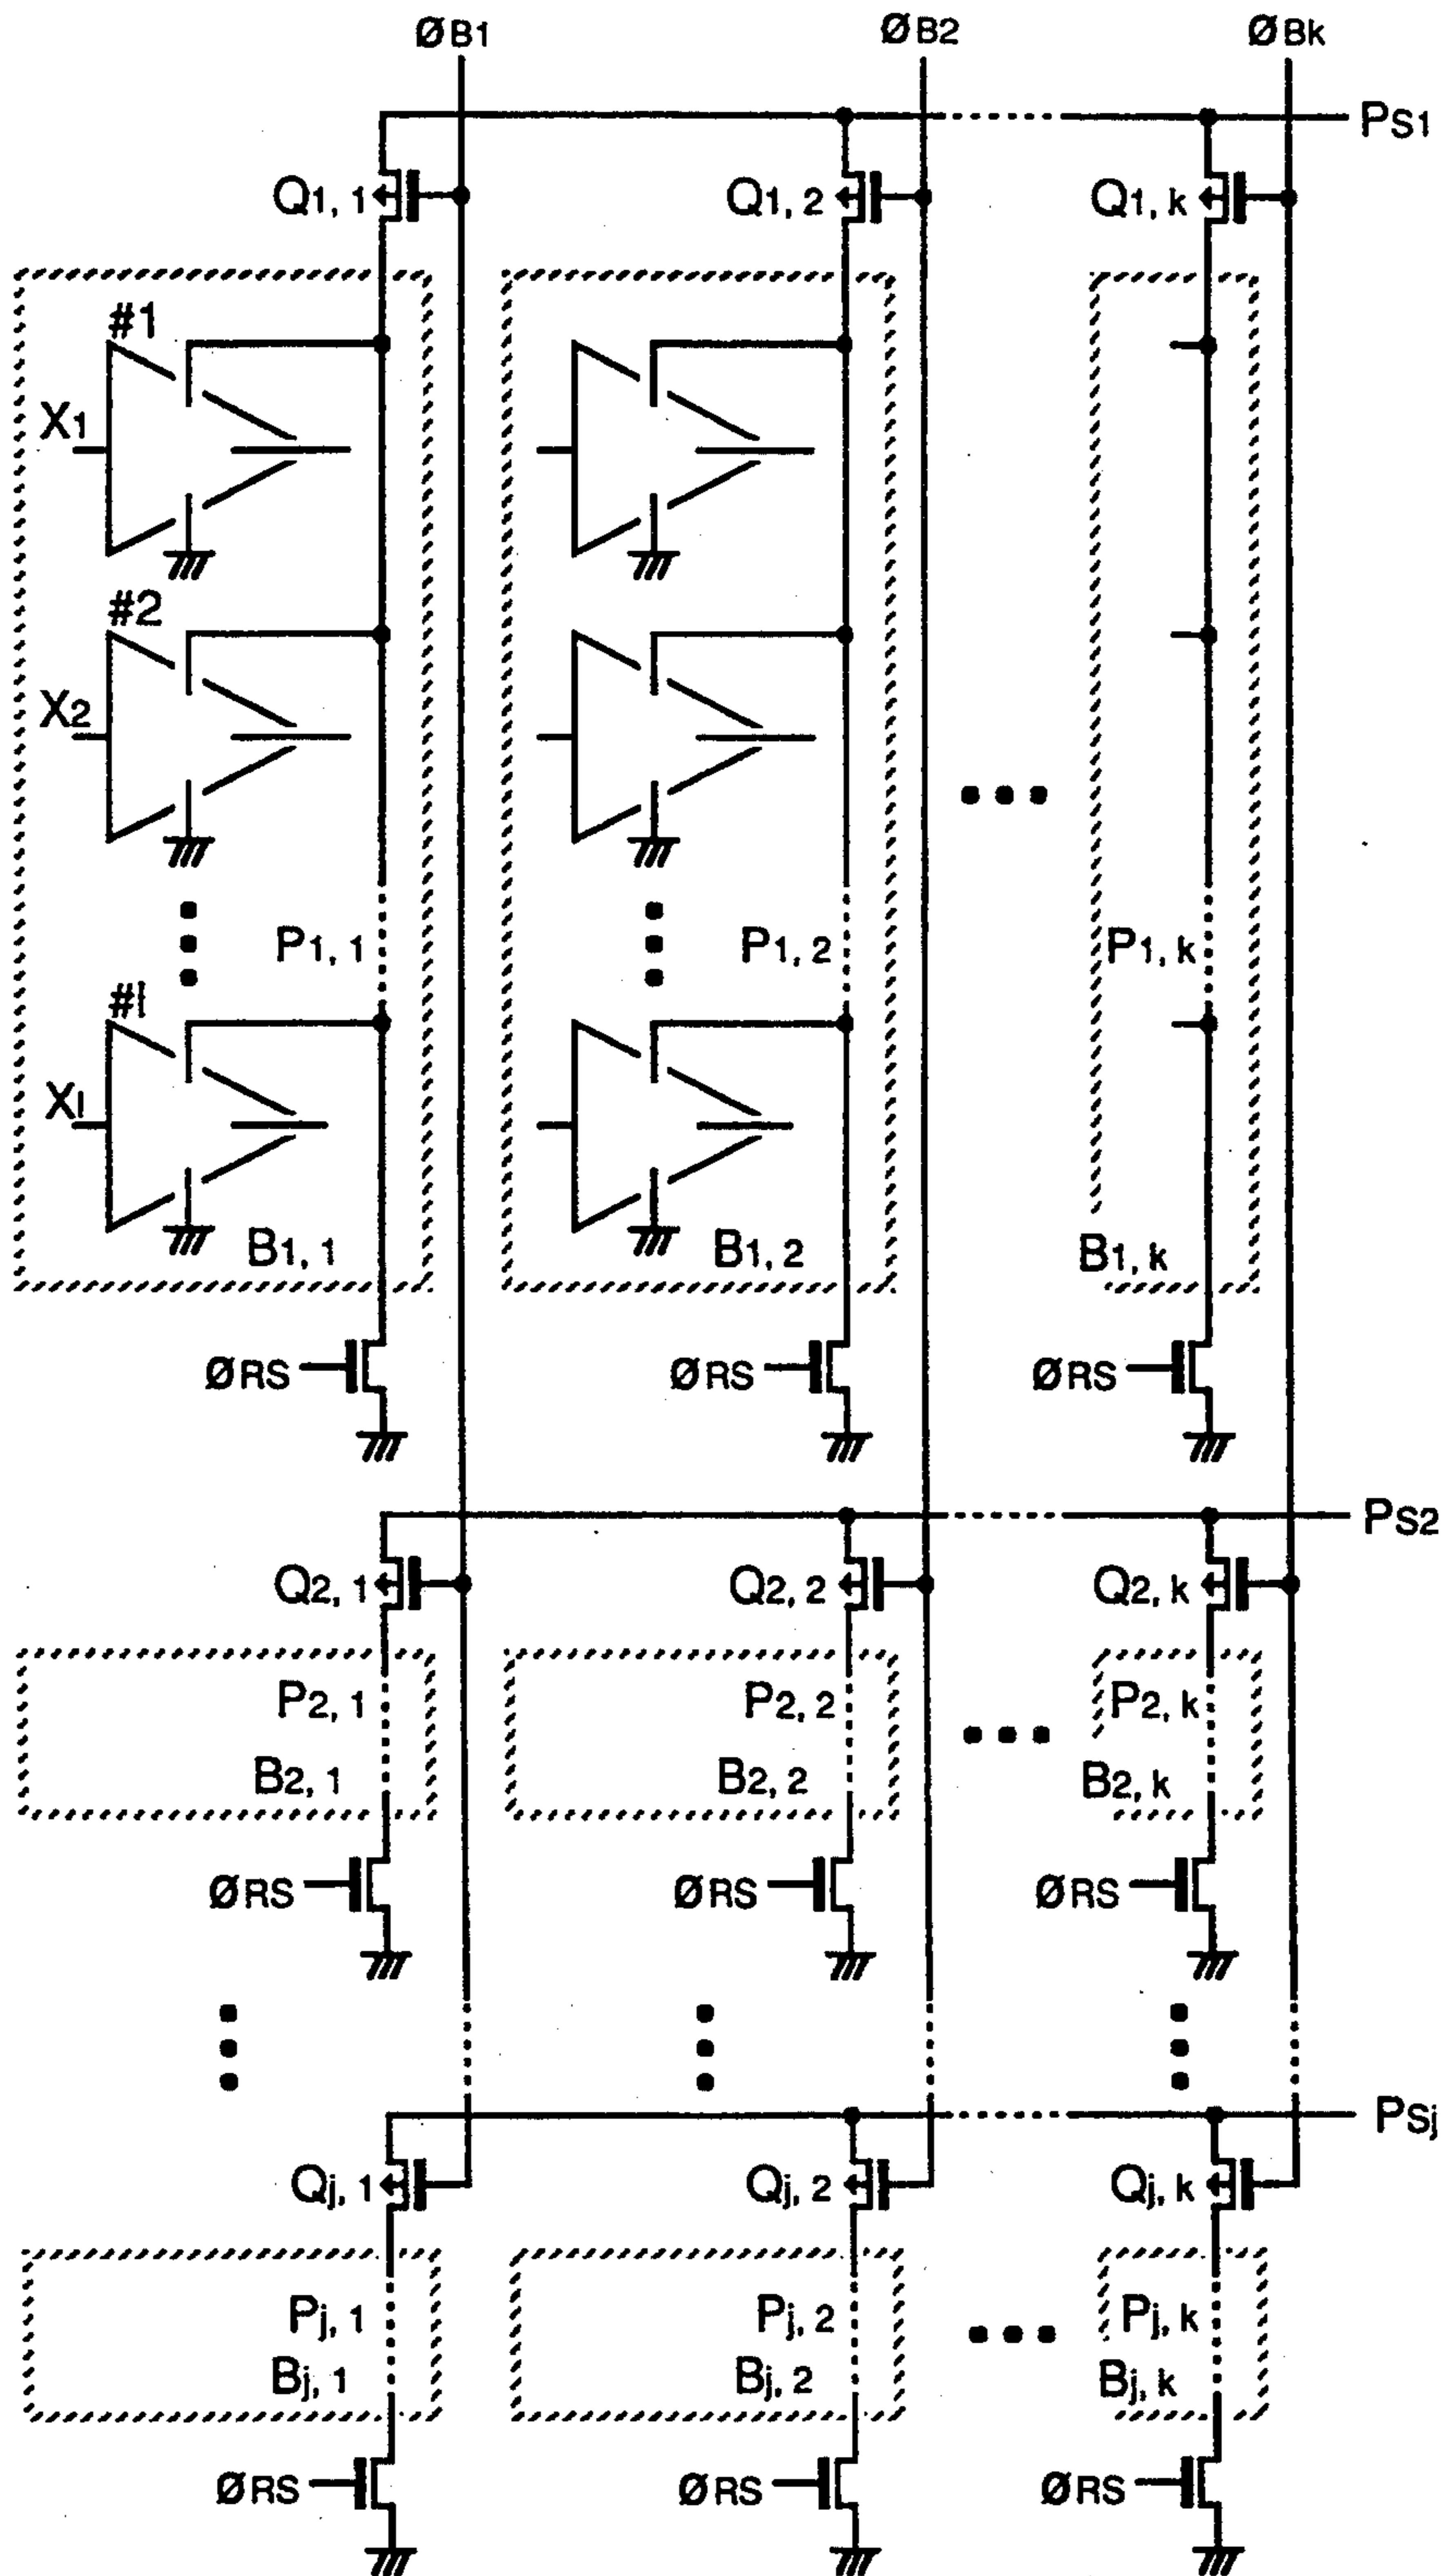 ØB1 ØB2 ØBk
PS1
Q1, 1 Q1, 2 Q1, k
#1
X1
#2
X2
P1, 1 P1, 2 P1, k
#l
Xl
B1, 1 B1, 2 B1, k
ØRS ØRS ØRS
PS2
Q2, 1 Q2, 2 Q2, k
P2, 1 P2, 2 P2, k
B2, 1 B2, 2 B2, k
ØRS ØRS ØRS
PSj
Qj, 1 Qj, 2 Qj, k
Pj, 1 Pj, 2 Pj, k
Bj, 1 Bj, 2 Bj, k
ØRS ØRS ØRS